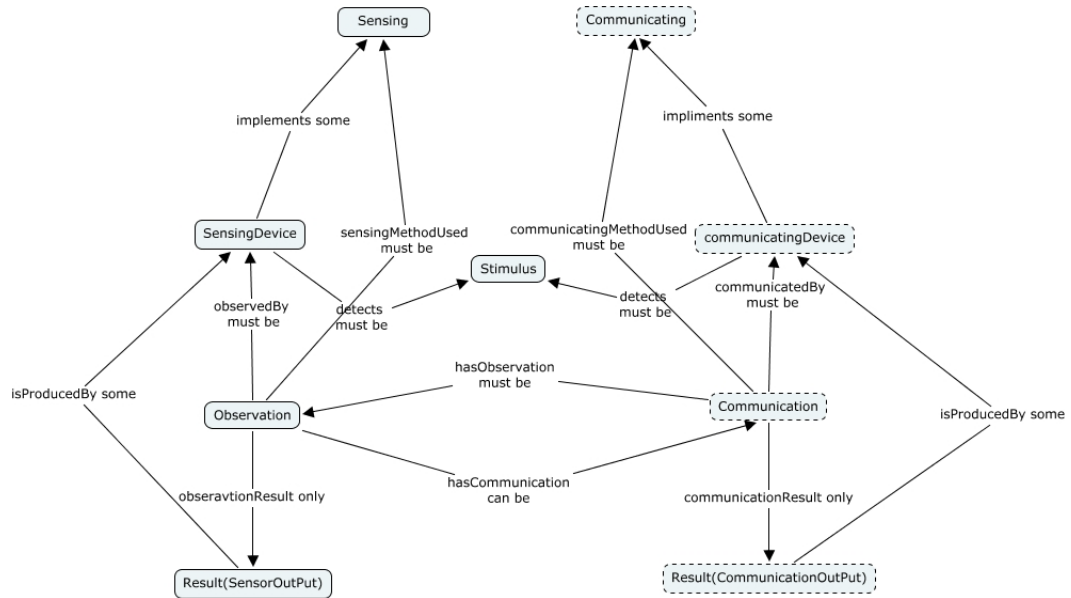 Sensing
Communicating
implements some
impliments some
SensingDevice
sensingMethodUsed
must be
communicatingMethodUsed
must be
communicatingDevice
Stimulus
observedBy
must be
detects
must be
detects
must be
communicatedBy
must be
isProducedBy some
hasObservation
must be
Observation
Communication
isProducedBy some
hasCommunication
can be
obseravtionResult only
communicationResult only
Result(SensorOutPut)
Result(CommunicationOutPut)